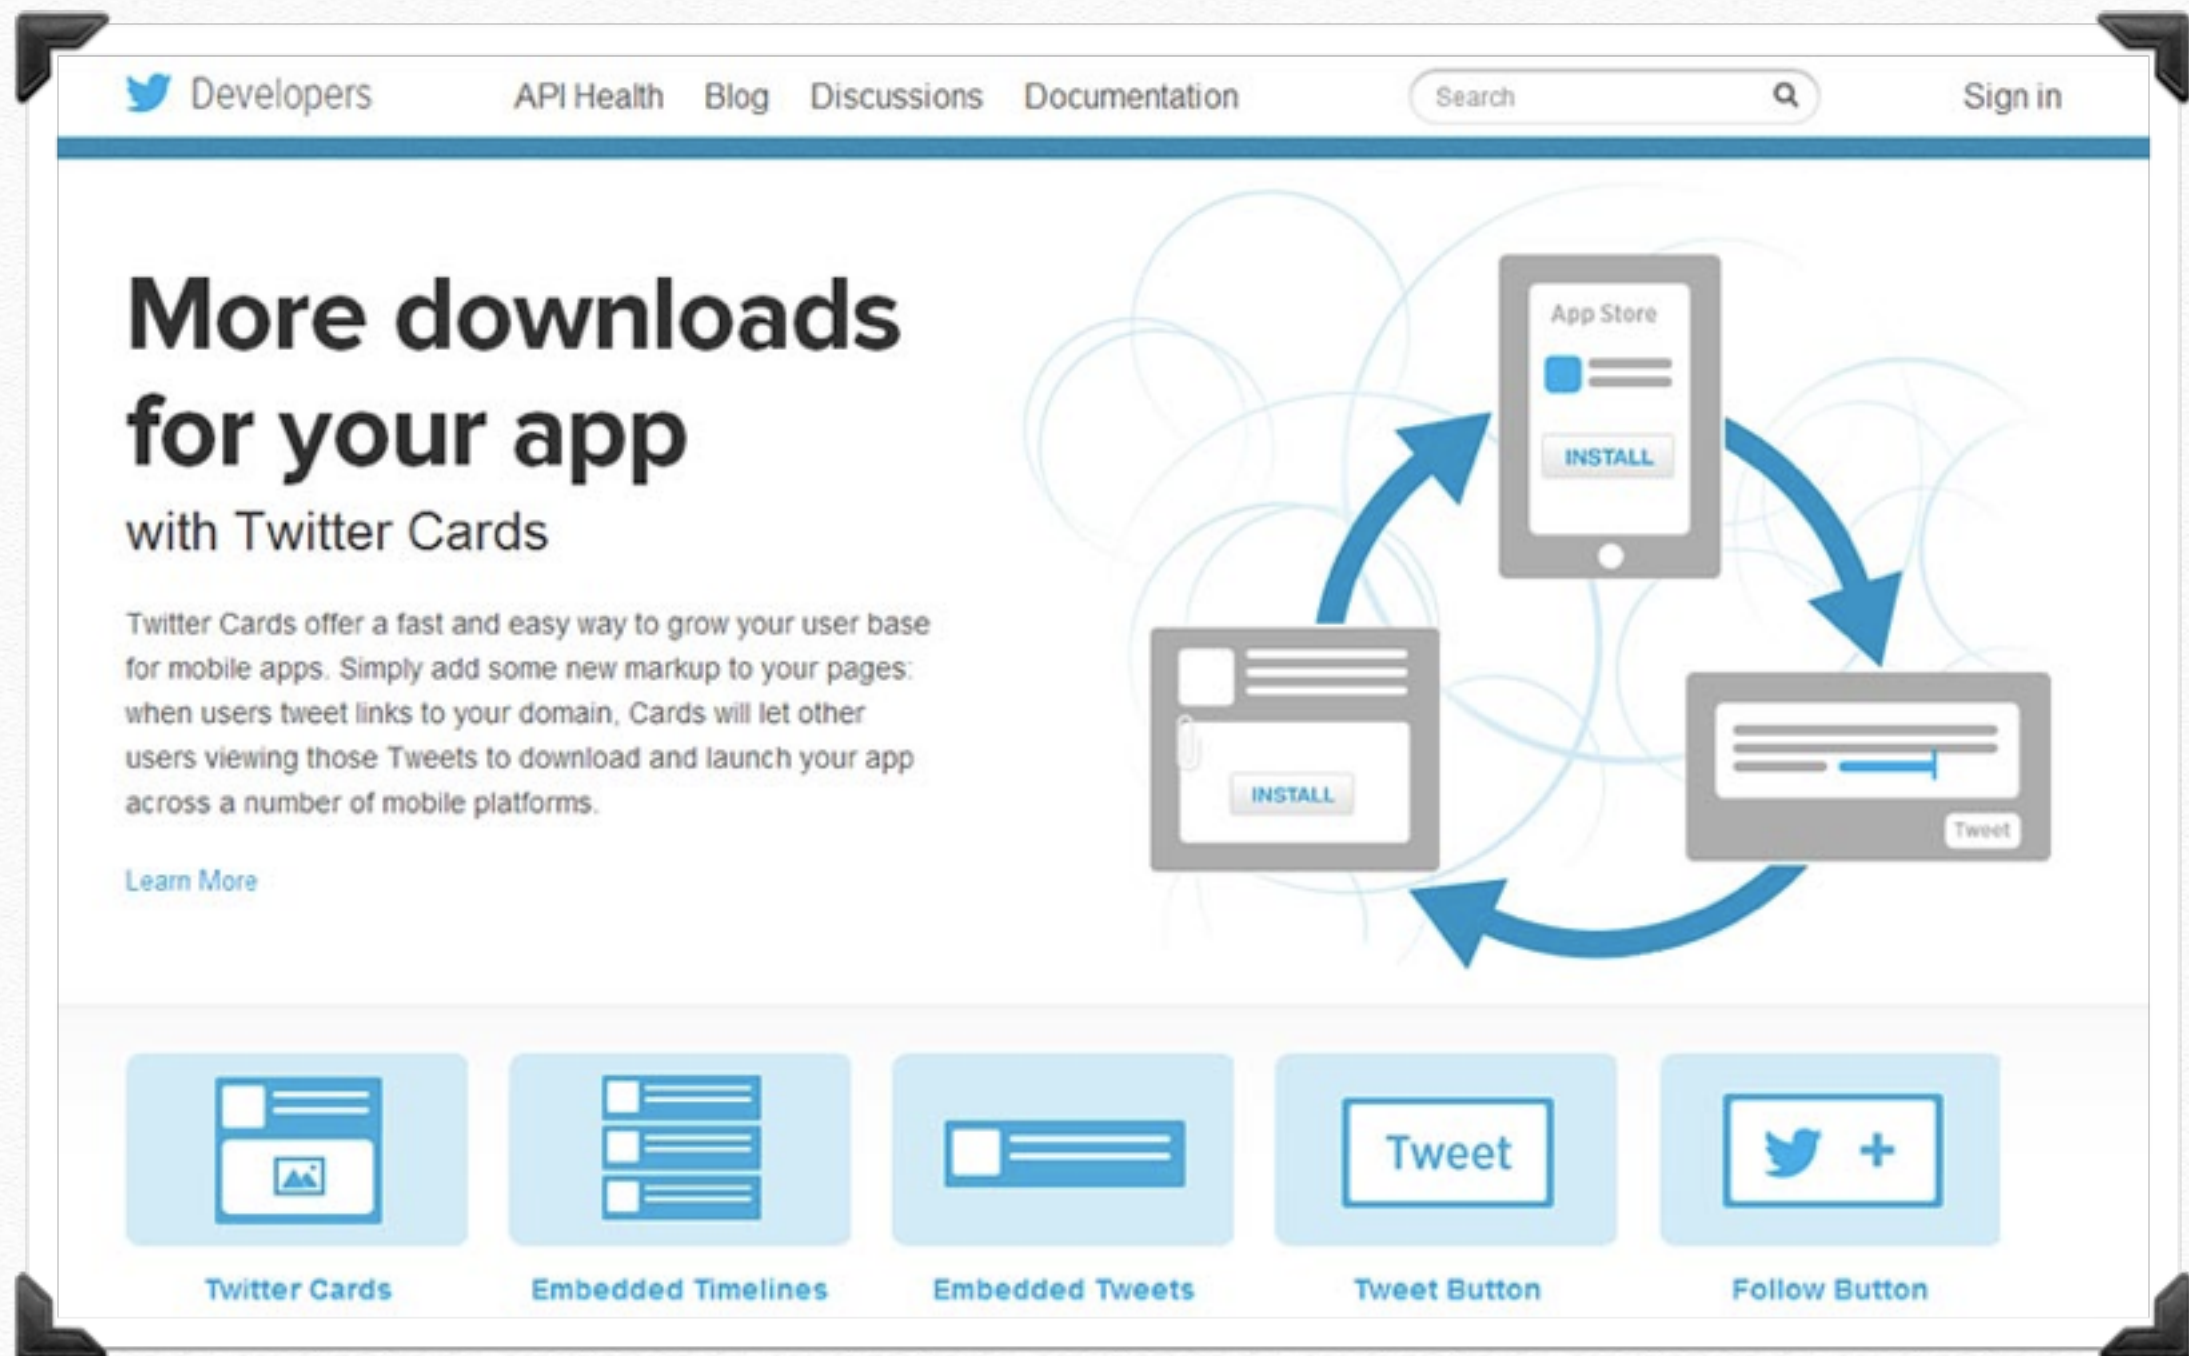 Developers
API Health Blog Discussions Documentation
Search
Sign in
More downloads
for your app
with Twitter Cards
Twitter Cards offer a fast and easy way to grow your user base
for mobile apps. Simply add some new markup to your pages:
when users tweet links to your domain, Cards will let other
users viewing those Tweets to download and launch your app
across a number of mobile platforms.
Learn More
App Store
INSTALL
INSTALL
Tweet
Tweet
Twitter Cards
Embedded Timelines
Embedded Tweets
Tweet Button
Follow Button